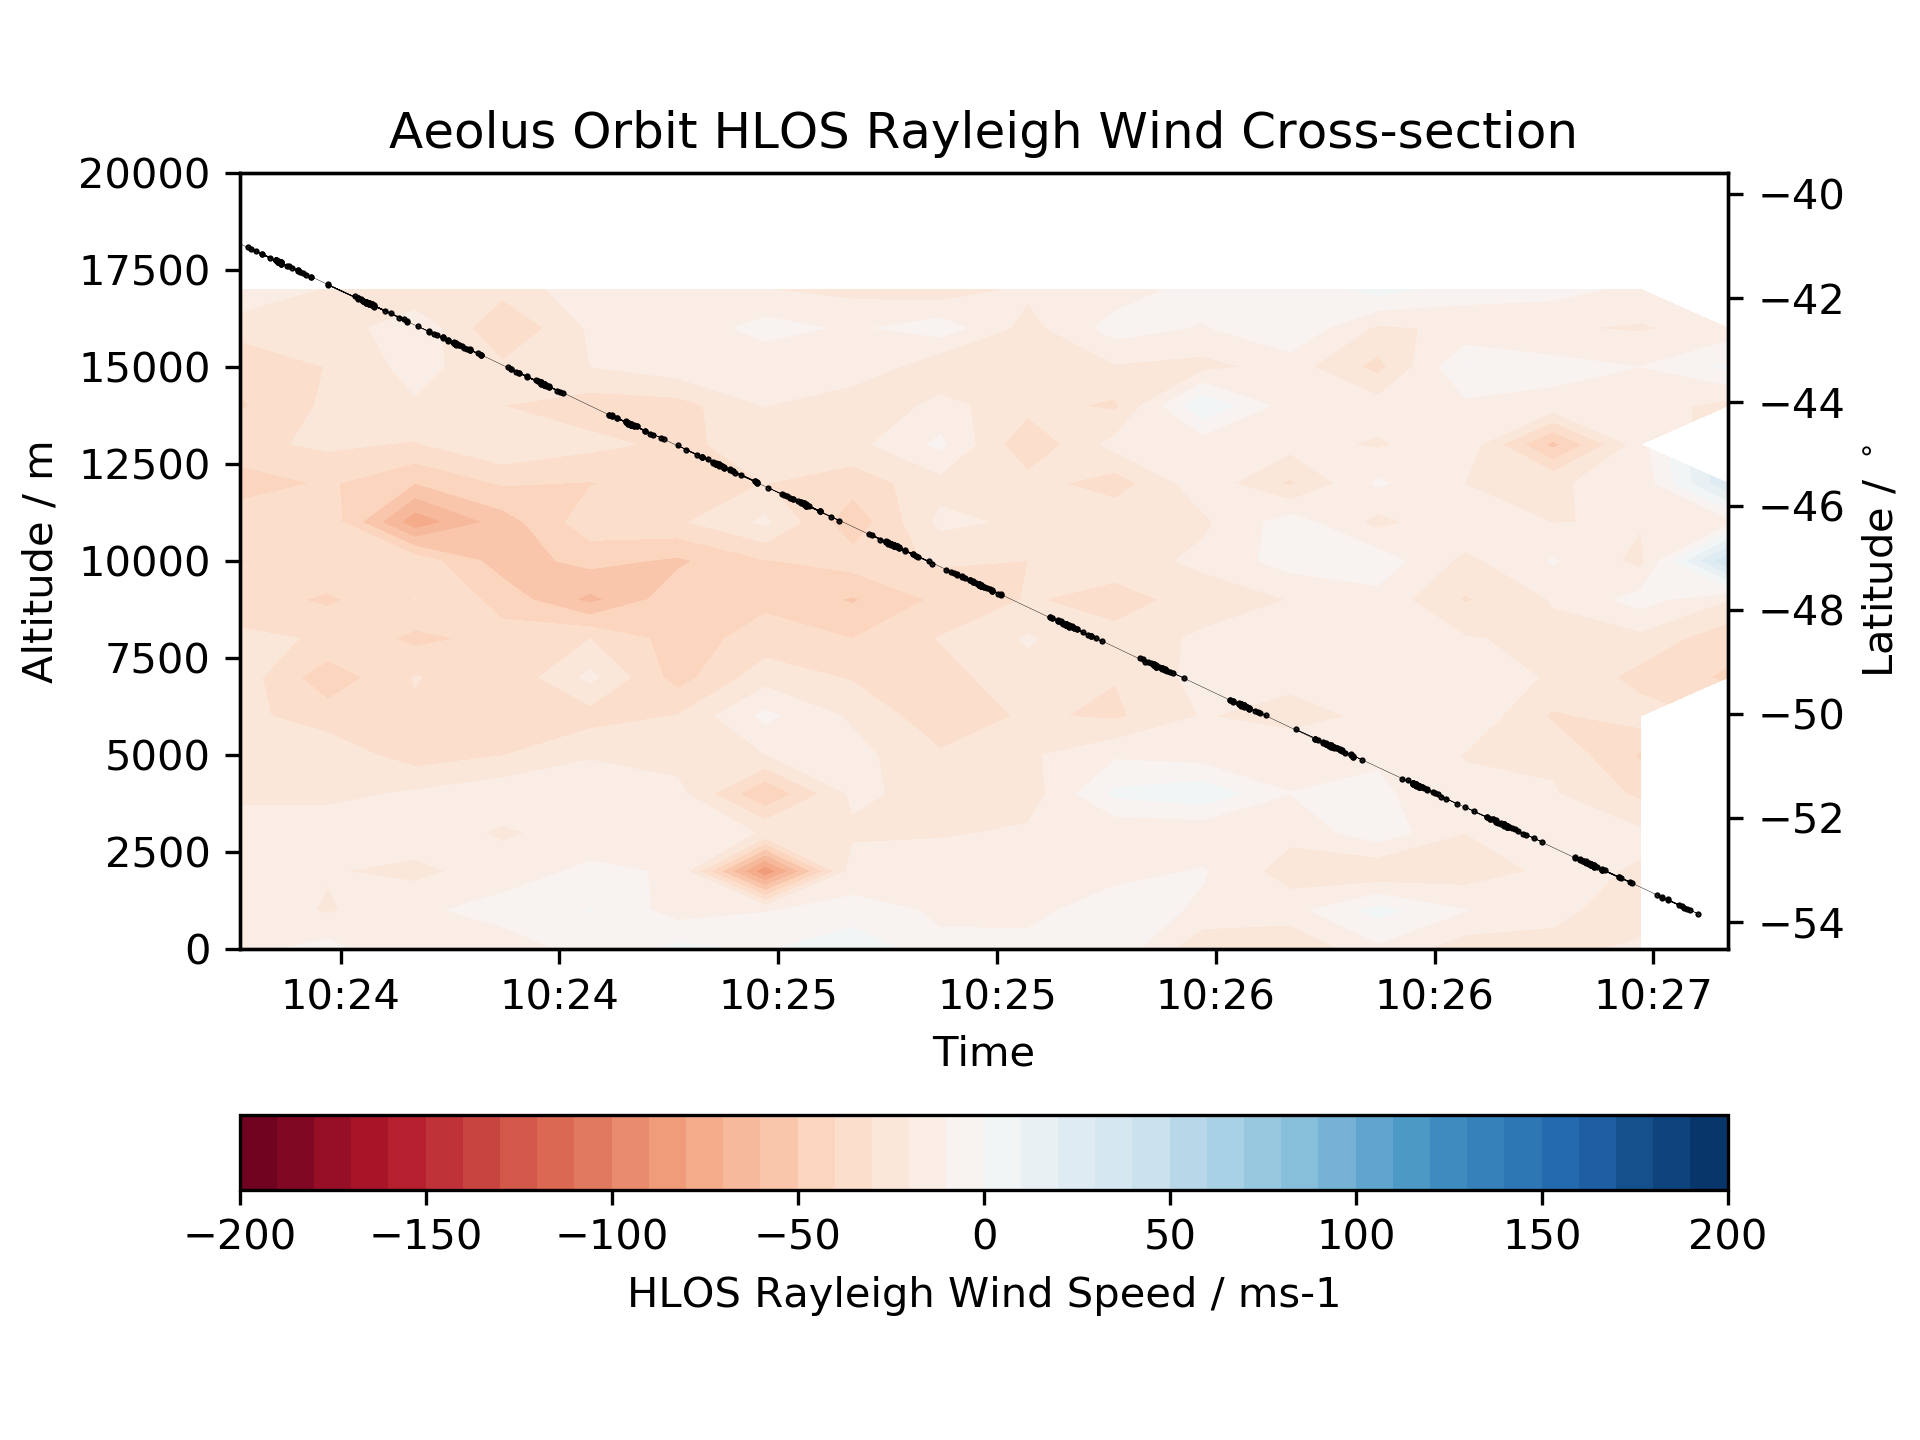 Aeolus Orbit HLOS Rayleigh Wind Cross-section
20000
17500
15000
12500
10000
7500
5000
2500
0
Altitude / m
−40
−42
−44
−46
−48
−50
−52
−54
Latitude / °
10:24 10:24 10:25 10:25 10:26 10:26 10:27
Time
−200 −150 −100 −50 0 50 100 150 200
HLOS Rayleigh Wind Speed / ms-1